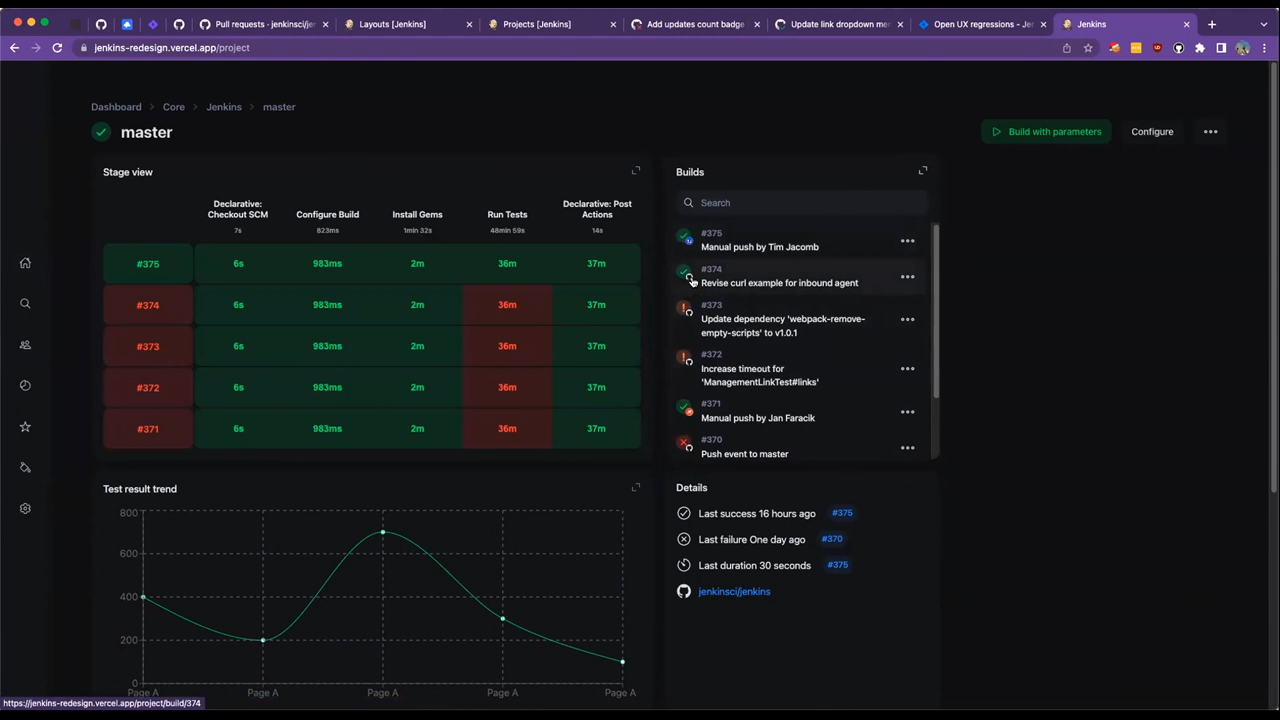 Pull requests · jenkinsci/je
Layouts [Jenkins]
Projects [Jenkins]
Add updates count badge
Update link dropdown me
Open UX regressions - Je
Jenkins
jenkins-redesign.vercel.app/project
Dashboard > Core > Jenkins > master
master
Build with parameters
Configure
Stage view
Declarative: Checkout SCM
7s
Configure Build
823ms
Install Gems
1min 32s
Run Tests
48min 59s
Declarative: Post Actions
14s
#375 6s 983ms 2m 36m 37m
#374 6s 983ms 2m 36m 37m
#373 6s 983ms 2m 36m 37m
#372 6s 983ms 2m 36m 37m
#371 6s 983ms 2m 36m 37m
Builds
Search
#375
Manual push by Tim Jacomb
#374
Revise curl example for inbound agent
#373
Update dependency 'webpack-remove-
empty-scripts' to v1.0.1
#372
Increase timeout for
'ManagementLinkTest#links'
#371
Manual push by Jan Faracik
#370
Push event to master
Test result trend
800
600
400
200
0
Page A Page A Page A Page A Page A
Details
Last success 16 hours ago #375
Last failure One day ago #370
Last duration 30 seconds #375
jenkinsci/jenkins
https://jenkins-redesign.vercel.app/project/build/374